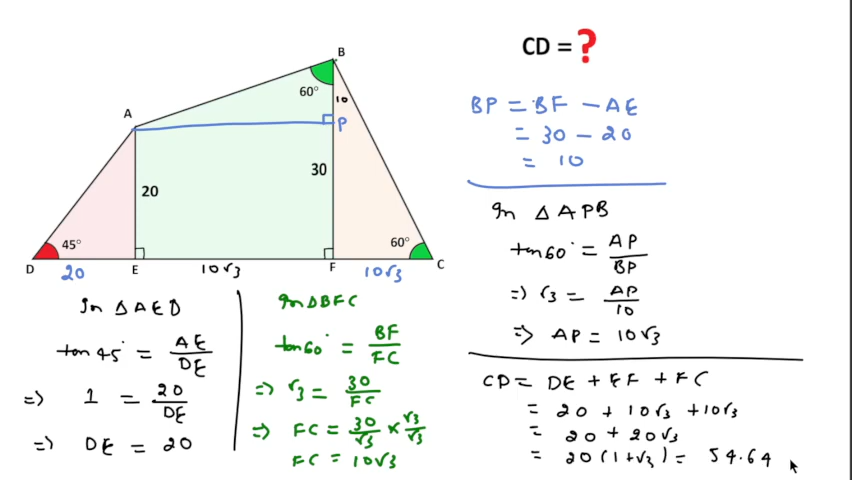 CD = ?
B
60°
10
A
P
30
20
45°
60°
D
20
E
10√3
F
10√3
C
BP = BF - AE
= 30 - 20
= 10
In △APB
tan60° = AP/BP
=> √3 = AP/10
=> AP = 10√3
In △AED
tan45° = AE/DE
=> 1 = 20/DE
=> DE = 20
In △BFC
tan60° = BF/FC
=> √3 = 30/FC
=> FC = 30/√3 × √3/√3
FC = 10√3
CD = DE + EF + FC
= 20 + 10√3 + 10√3
= 20 + 20√3
= 20(1+√3) = 54.64